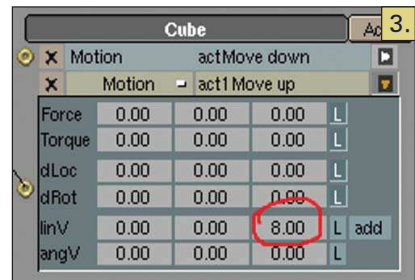 Cube Ac 3.
X Motion actMove down
X Motion act1 Move up
Force 0.00 0.00 0.00 L
Torque 0.00 0.00 0.00 L
dLoc 0.00 0.00 0.00 L
dRot 0.00 0.00 0.00 L
linV 0.00 0.00 8.00 L add
angV 0.00 0.00 0.00 L